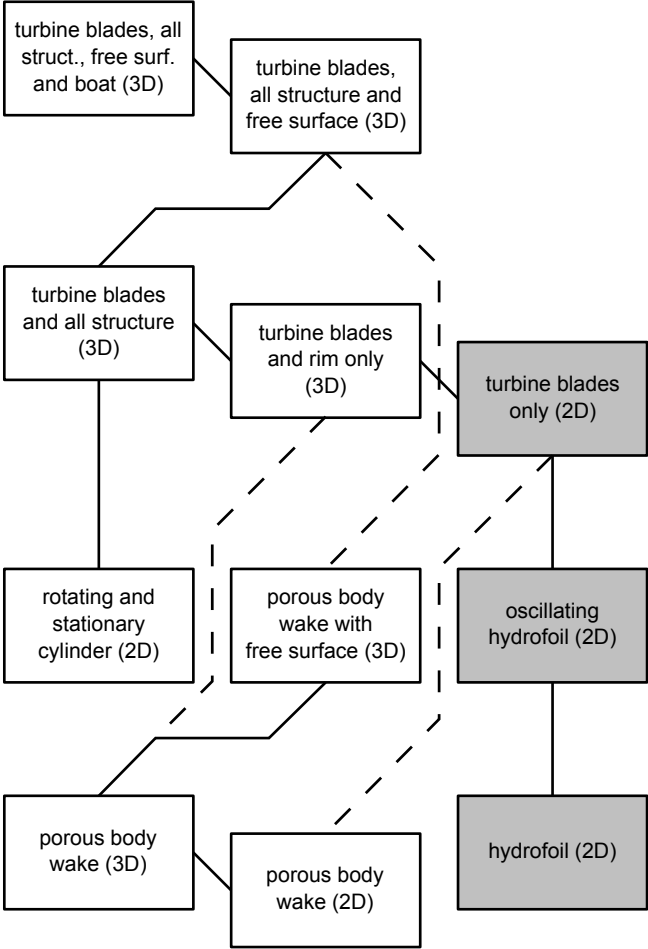 turbine blades, all
struct., free surf.
and boat (3D)
turbine blades,
all structure and
free surface (3D)
turbine blades
and all structure
(3D)
turbine blades
and rim only
(3D)
turbine blades
only (2D)
rotating and
stationary
cylinder (2D)
porous body
wake with
free surface (3D)
oscillating
hydrofoil (2D)
porous body
wake (3D)
porous body
wake (2D)
hydrofoil (2D)